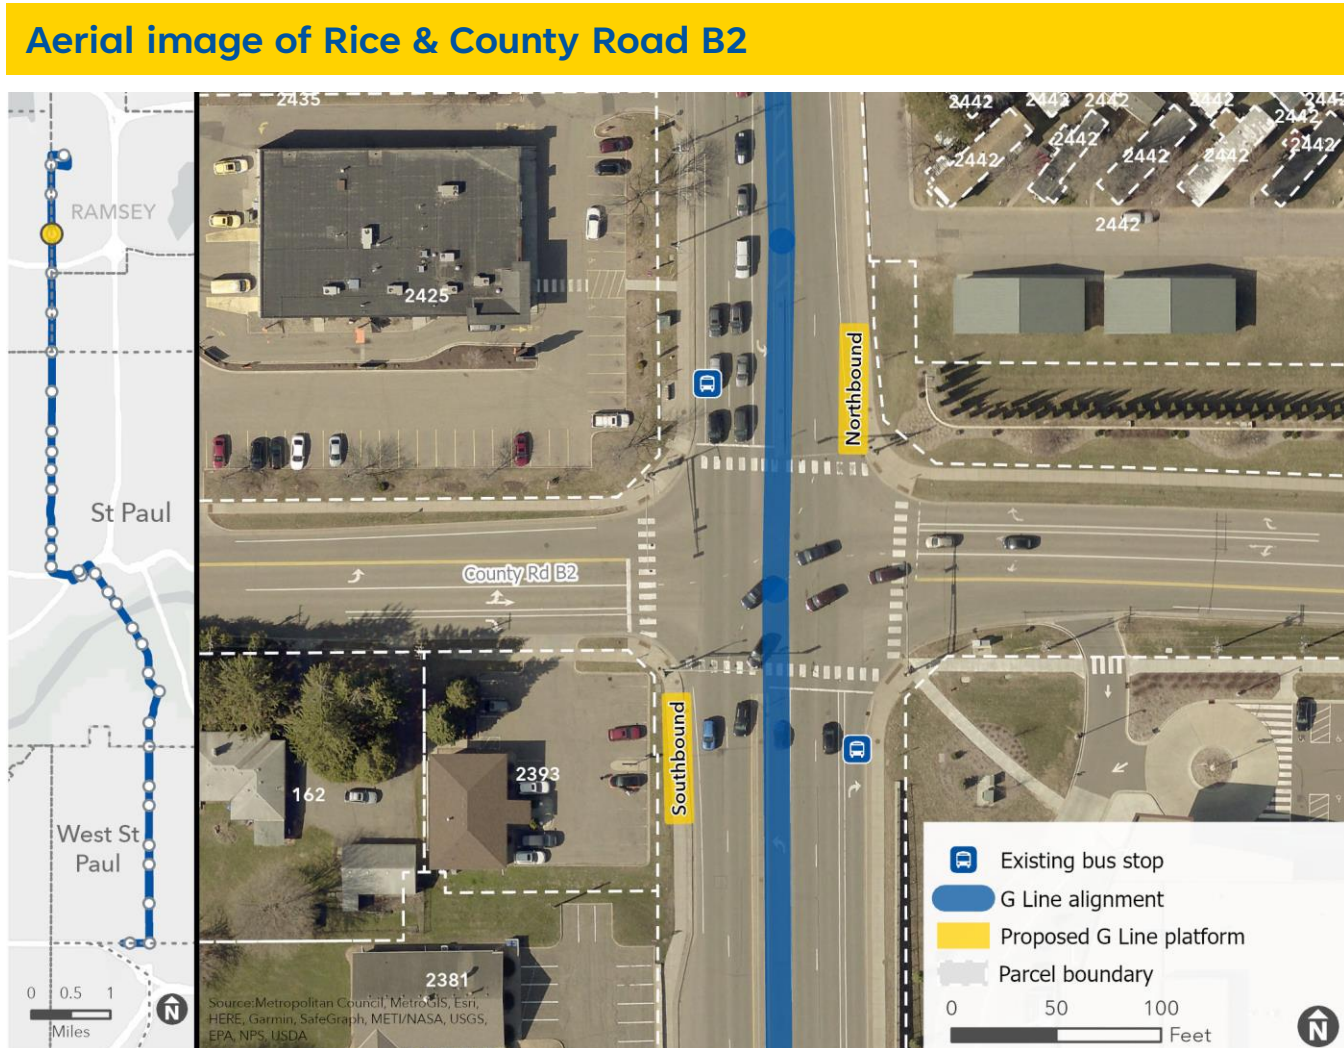 Aerial image of Rice & County Road B2
RAMSEY
St Paul
West St
Paul
0 0.5 1
Miles
N
2435
2425
2442
2442
2442
2442
2442
2442
2442
2442
2442
2442
2442
Northbound
County Rd B2
Southbound
2393
162
2381
Source:Metropolitan Council, MetroGIS, Esri,
HERE, Garmin, SafeGraph, METI/NASA, USGS,
EPA, NPS, USDA
Existing bus stop
G Line alignment
Proposed G Line platform
Parcel boundary
0 50 100
Feet
N